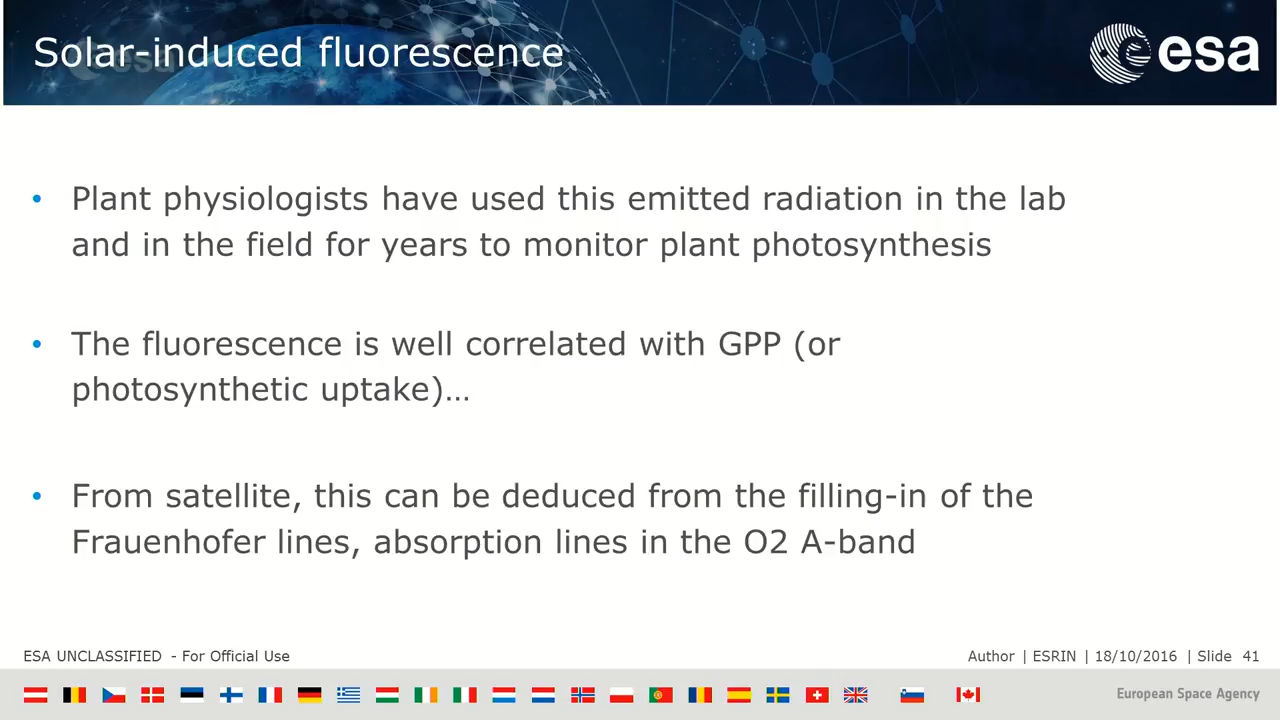 Solar-induced fluorescence
esa
esa
• Plant physiologists have used this emitted radiation in the lab
and in the field for years to monitor plant photosynthesis
• The fluorescence is well correlated with GPP (or
photosynthetic uptake)…
• From satellite, this can be deduced from the filling-in of the
Frauenhofer lines, absorption lines in the O2 A-band
ESA UNCLASSIFIED - For Official Use
Author | ESRIN | 18/10/2016 | Slide 41
European Space Agency